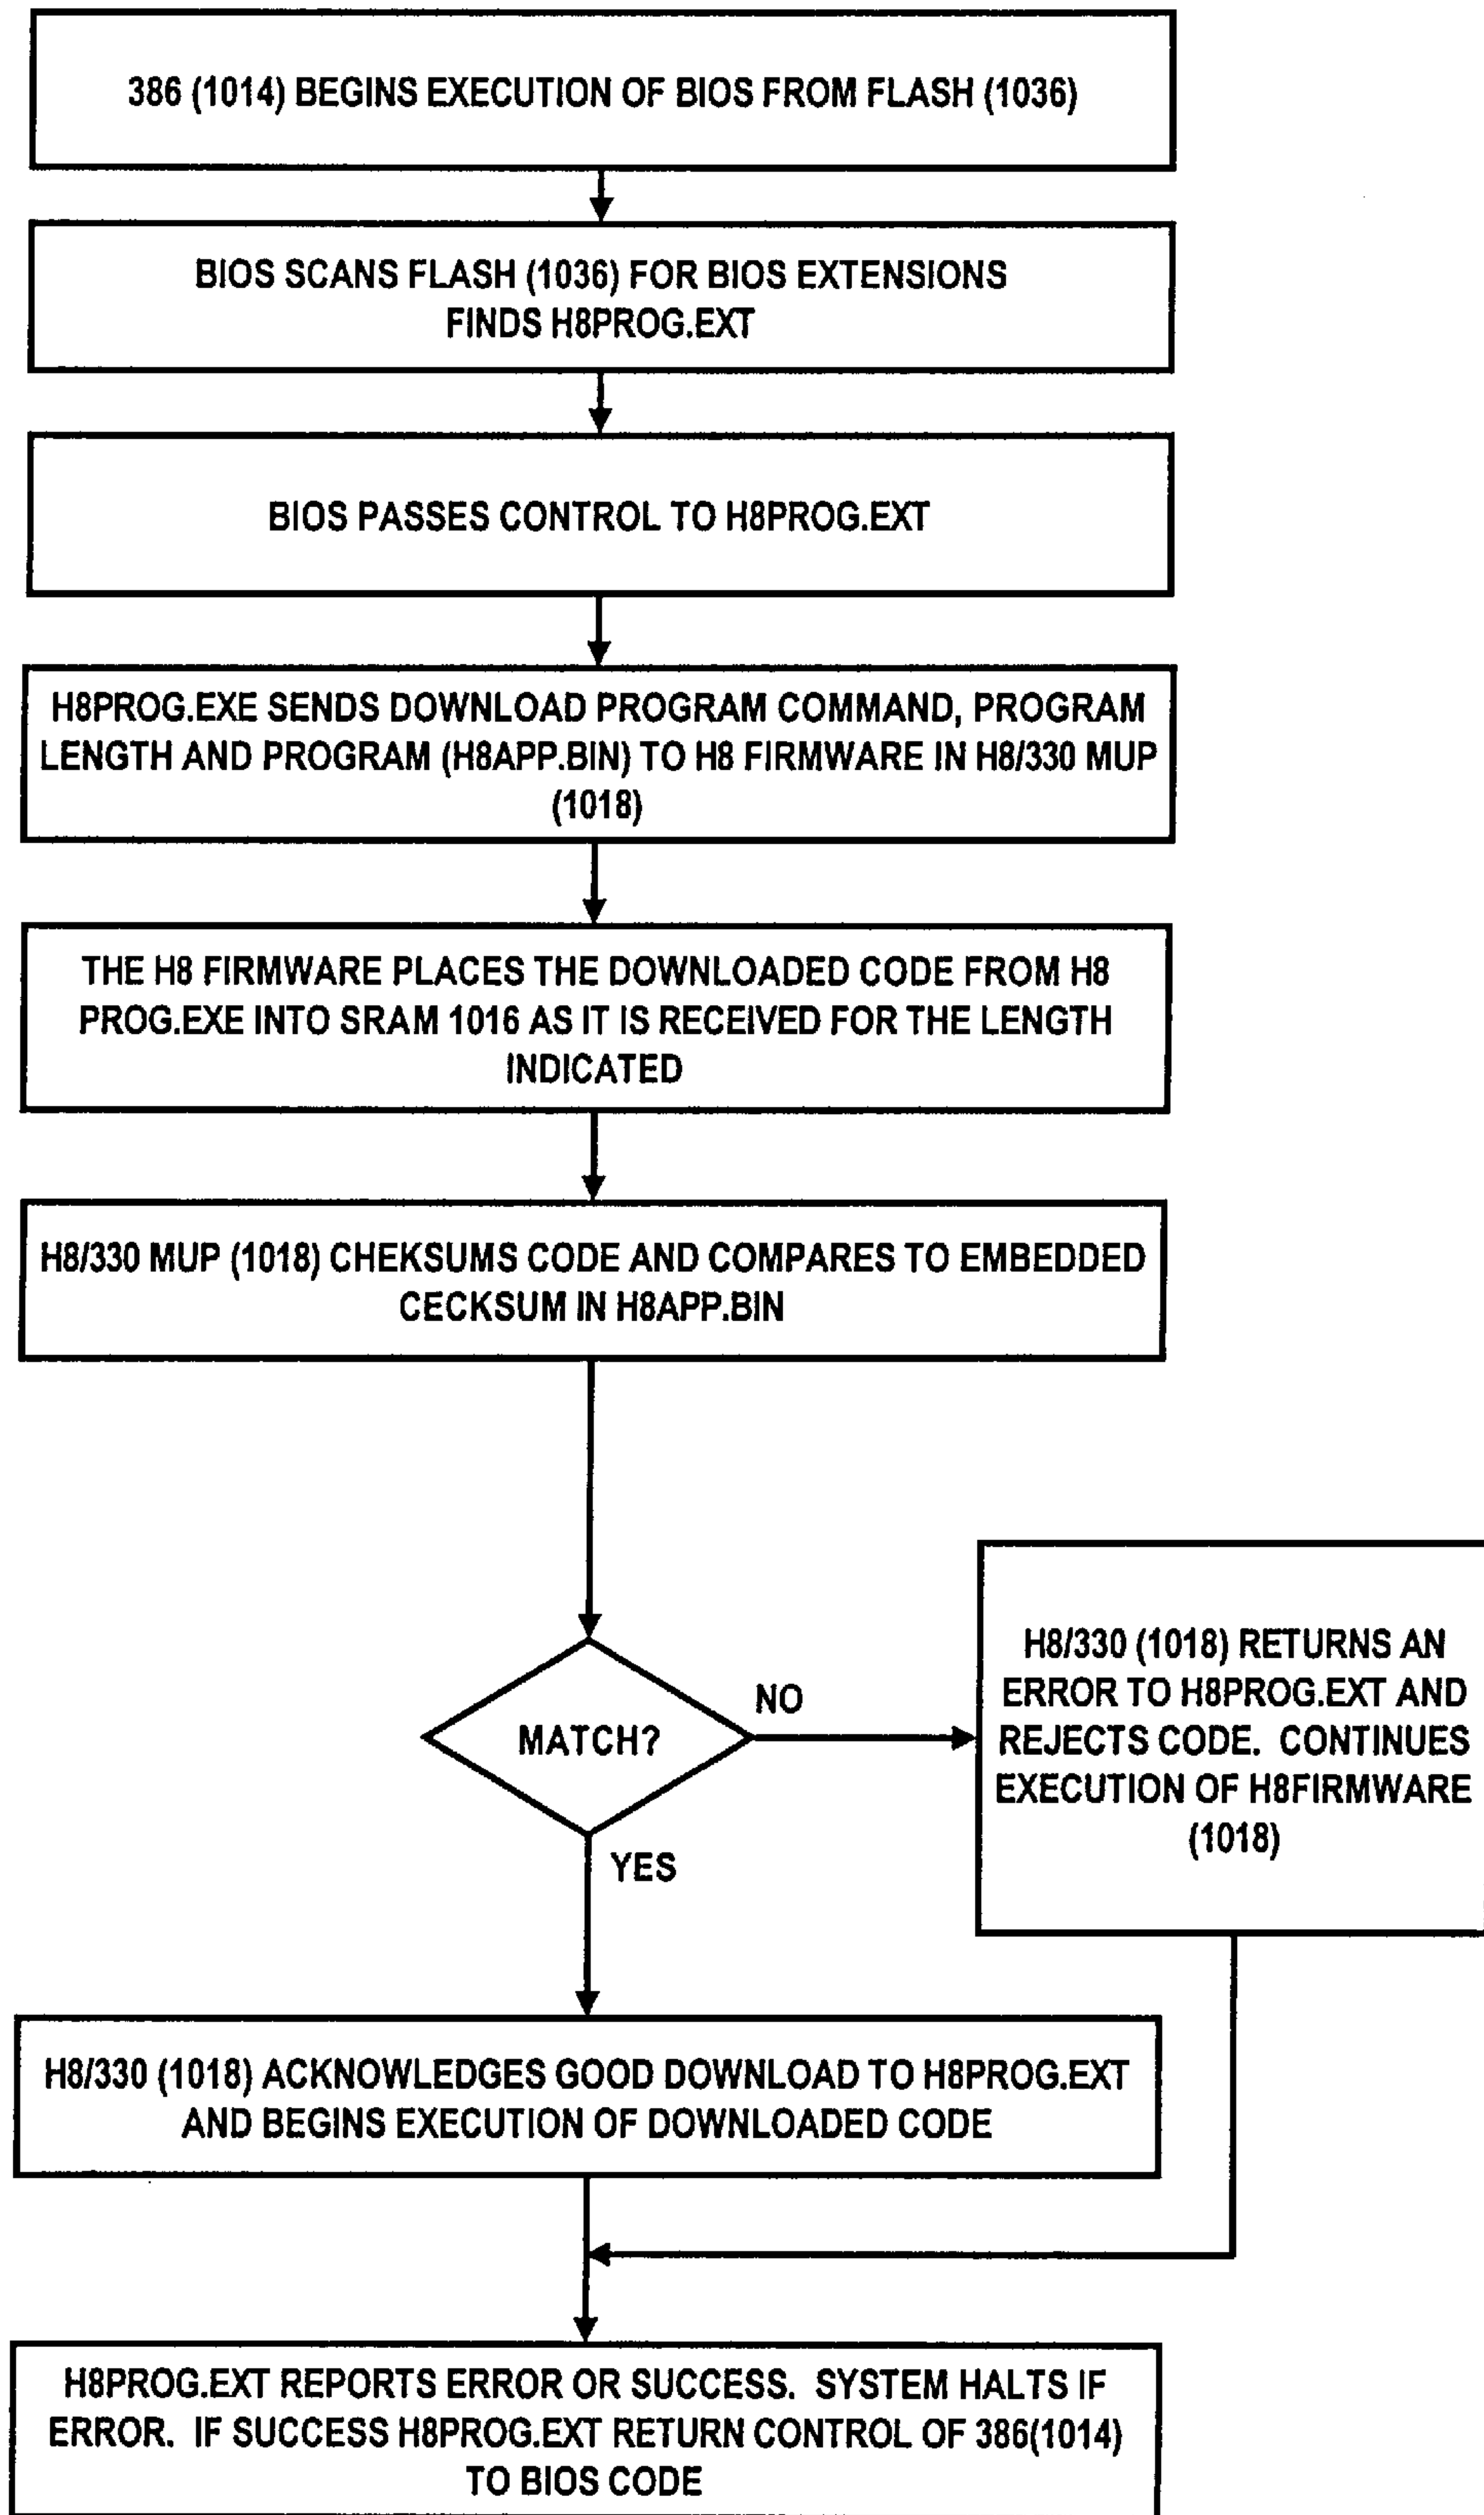 386 (1014) BEGINS EXECUTION OF BIOS FROM FLASH (1036)
BIOS SCANS FLASH (1036) FOR BIOS EXTENSIONS
FINDS H8PROG.EXT
BIOS PASSES CONTROL TO H8PROG.EXT
H8PROG.EXE SENDS DOWNLOAD PROGRAM COMMAND, PROGRAM
LENGTH AND PROGRAM (H8APP.BIN) TO H8 FIRMWARE IN H8/330 MUP
(1018)
THE H8 FIRMWARE PLACES THE DOWNLOADED CODE FROM H8
PROG.EXE INTO SRAM 1016 AS IT IS RECEIVED FOR THE LENGTH
INDICATED
H8/330 MUP (1018) CHEKSUMS CODE AND COMPARES TO EMBEDDED
CECKSUM IN H8APP.BIN
MATCH?
NO
H8/330 (1018) RETURNS AN
ERROR TO H8PROG.EXT AND
REJECTS CODE. CONTINUES
EXECUTION OF H8FIRMWARE
(1018)
YES
H8/330 (1018) ACKNOWLEDGES GOOD DOWNLOAD TO H8PROG.EXT
AND BEGINS EXECUTION OF DOWNLOADED CODE
H8PROG.EXT REPORTS ERROR OR SUCCESS. SYSTEM HALTS IF
ERROR. IF SUCCESS H8PROG.EXT RETURN CONTROL OF 386(1014)
TO BIOS CODE